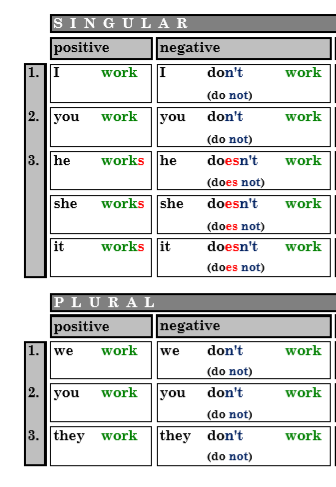 SINGULAR
positive negative
1. I work I don't work
(do not)
2. you work you don't work
(do not)
3. he works he doesn't work
(does not)
she works she doesn't work
(does not)
it works it doesn't work
(does not)
PLURAL
positive negative
1. we work we don't work
(do not)
2. you work you don't work
(do not)
3. they work they don't work
(do not)